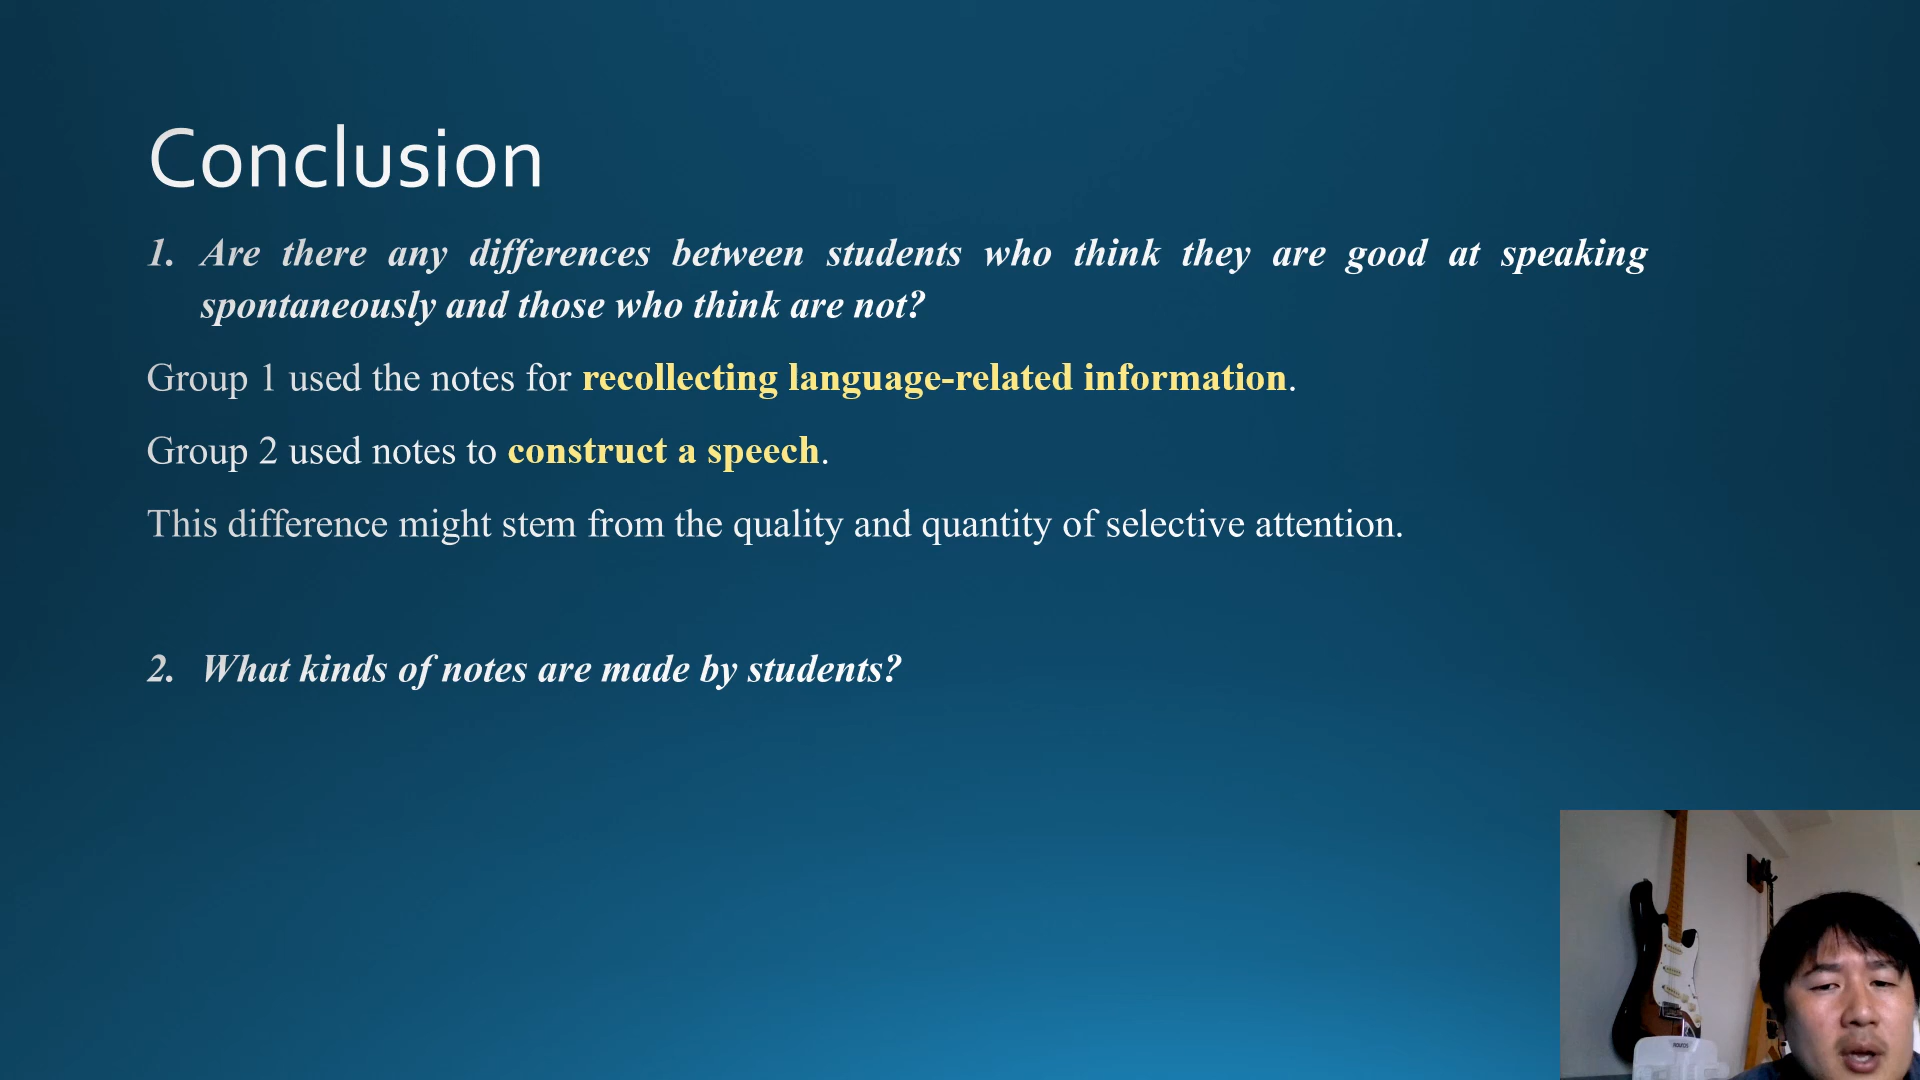 Conclusion
1. Are there any differences between students who think they are good at speaking
spontaneously and those who think are not?
Group 1 used the notes for recollecting language-related information.
Group 2 used notes to construct a speech.
This difference might stem from the quality and quantity of selective attention.
2. What kinds of notes are made by students?